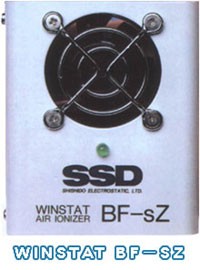 SSD
SHISHIDO ELECTROSTATIC, LTD.
WINSTAT
AIR IONIZER BF-sZ
WINSTAT BF-SZ